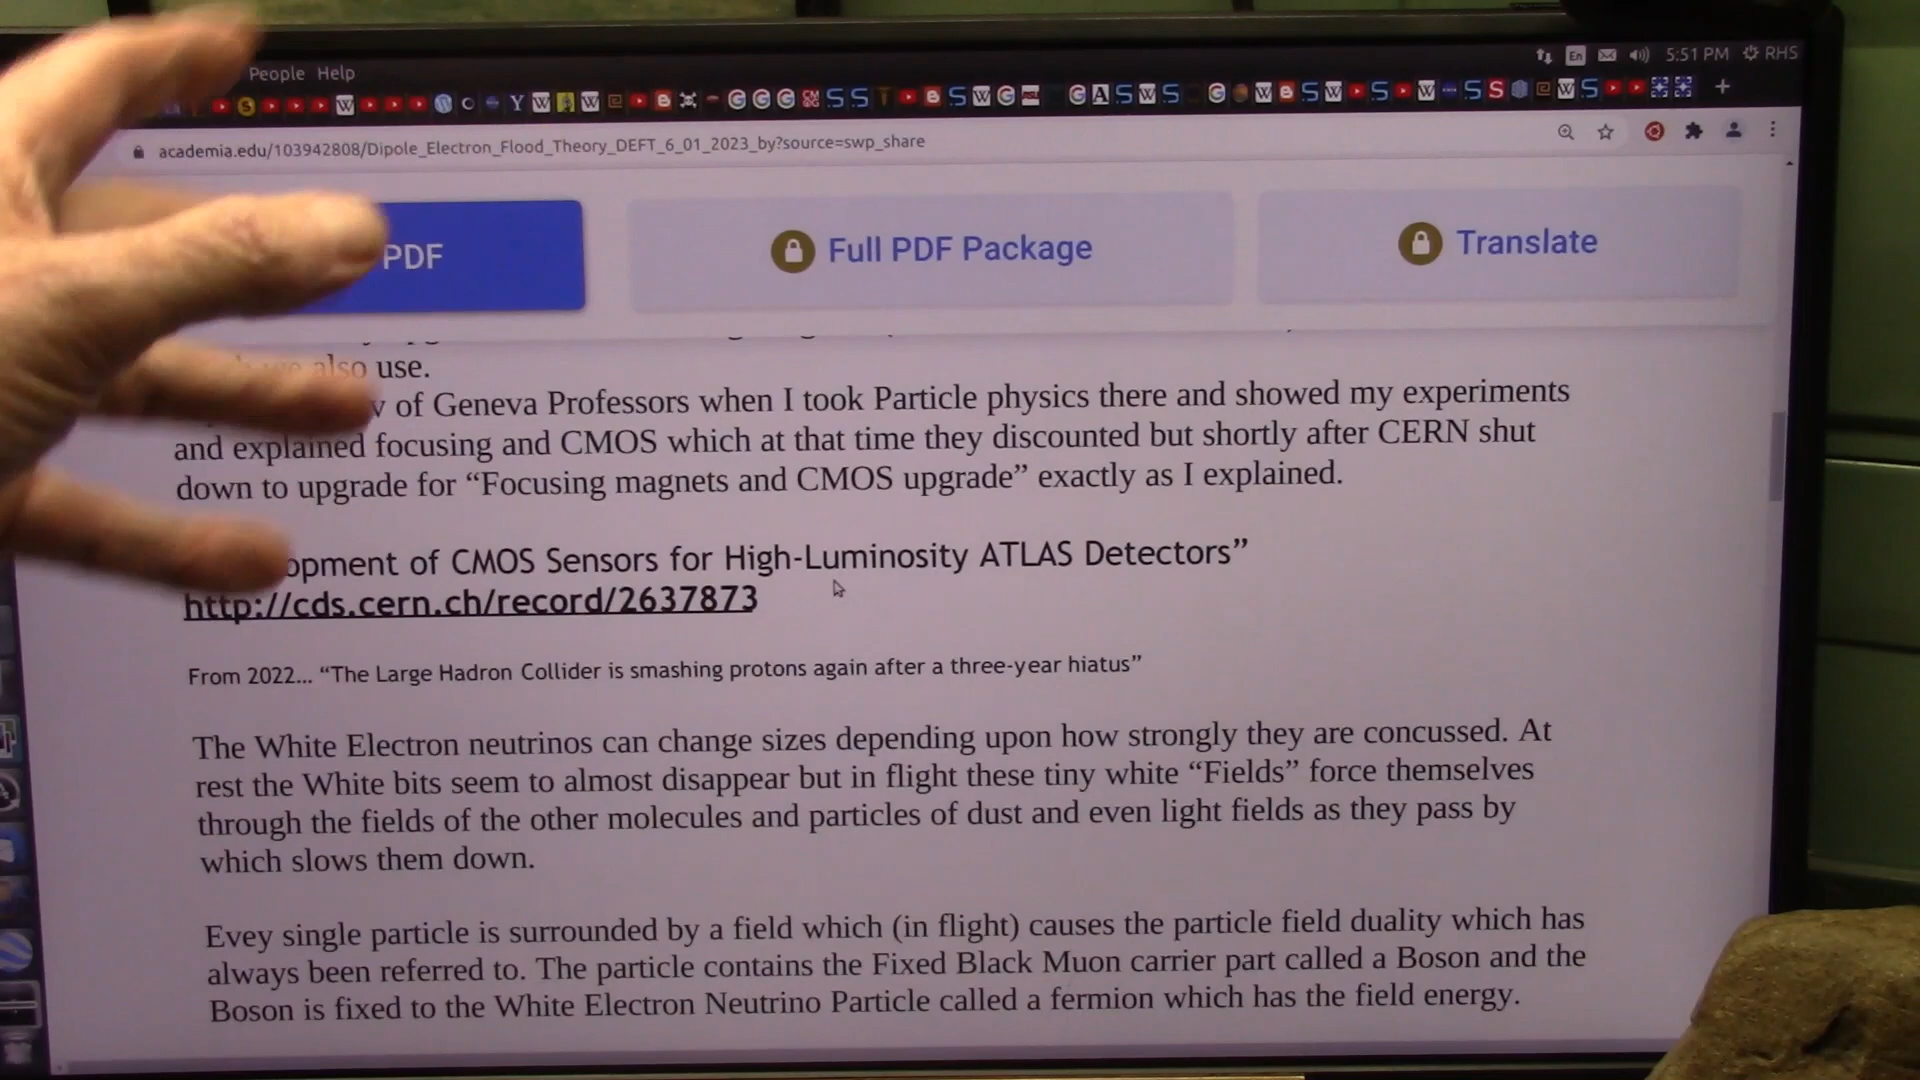 People Help
En 5:51 PM RHS
academia.edu/103942808/Dipole_Electron_Flood_Theory_DEFT_6_01_2023_by?source=swp_share
PDF Full PDF Package Translate
also use.
of Geneva Professors when I took Particle physics there and showed my experiments
and explained focusing and CMOS which at that time they discounted but shortly after CERN shut
down to upgrade for “Focusing magnets and CMOS upgrade” exactly as I explained.
opment of CMOS Sensors for High-Luminosity ATLAS Detectors”
http://cds.cern.ch/record/2637873
From 2022... “The Large Hadron Collider is smashing protons again after a three-year hiatus”
The White Electron neutrinos can change sizes depending upon how strongly they are concussed. At
rest the White bits seem to almost disappear but in flight these tiny white “Fields” force themselves
through the fields of the other molecules and particles of dust and even light fields as they pass by
which slows them down.
Evey single particle is surrounded by a field which (in flight) causes the particle field duality which has
always been referred to. The particle contains the Fixed Black Muon carrier part called a Boson and the
Boson is fixed to the White Electron Neutrino Particle called a fermion which has the field energy.